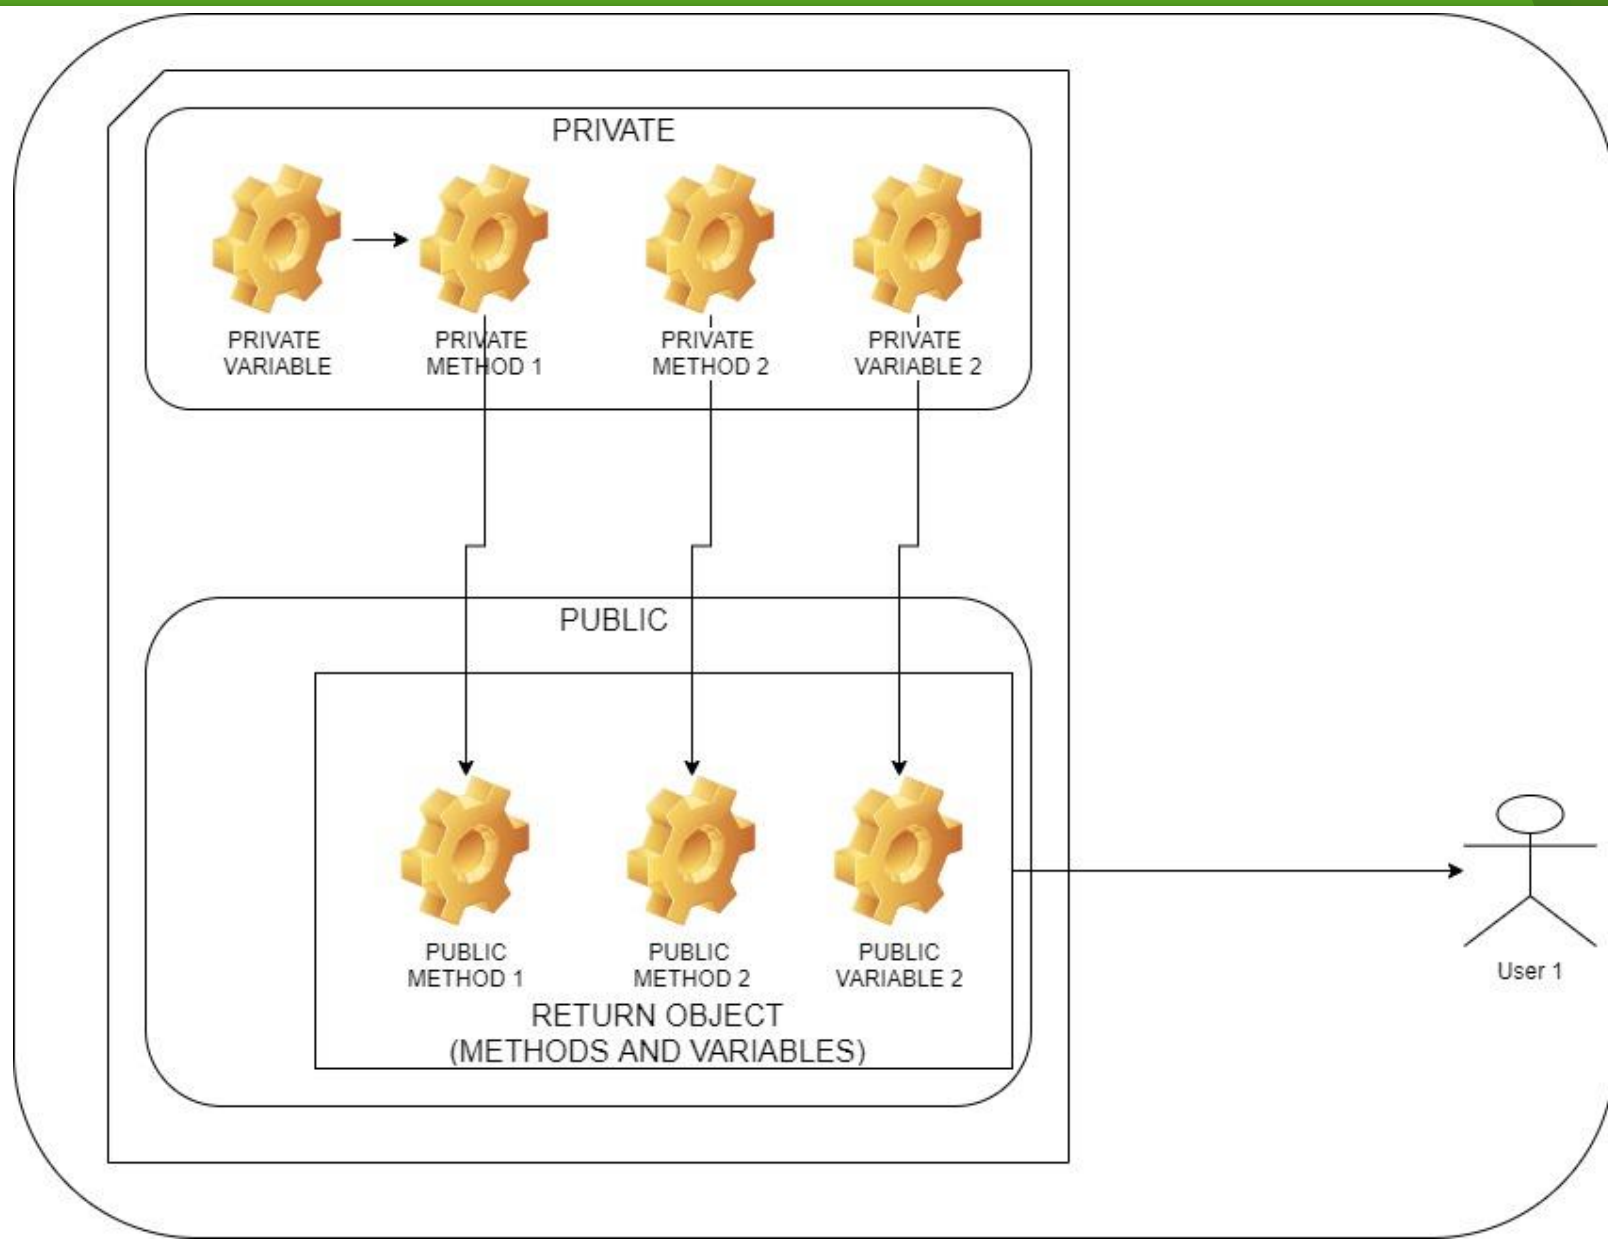 PRIVATE
PRIVATE
VARIABLE
PRIVATE
METHOD 1
PRIVATE
METHOD 2
PRIVATE
VARIABLE 2
PUBLIC
PUBLIC
METHOD 1
PUBLIC
METHOD 2
PUBLIC
VARIABLE 2
RETURN OBJECT
(METHODS AND VARIABLES)
User 1